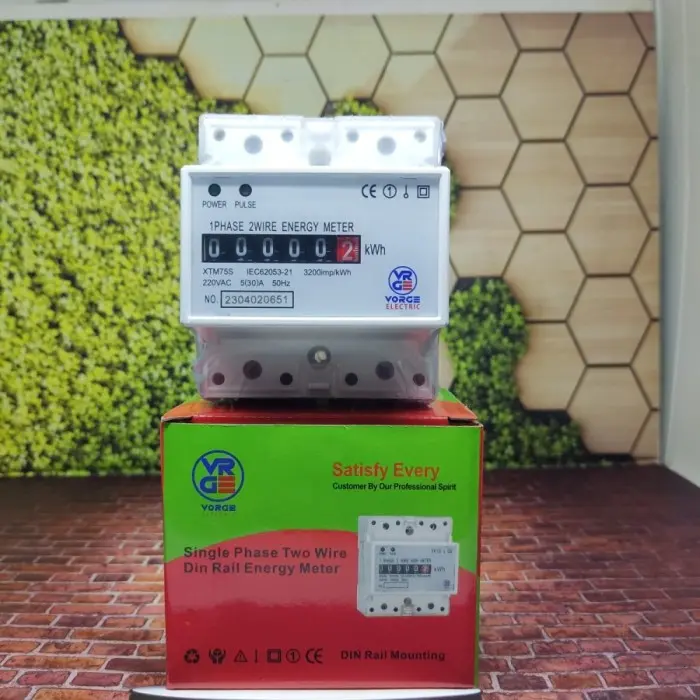 POWER PULSE
CE
1PHASE 2WIRE ENERGY METER
0 0 0 0 0 2 kWh
XTM75S IEC62053-21 3200imp/kWh
220VAC 5(30)A 50Hz
NO. 2304020651
VRGE
VORGE
ELECTRIC
VRGE
VORGE
ELECTRIC
Satisfy Every
Customer By Our Professional Spirit
Single Phase Two Wire
Din Rail Energy Meter
kWh
CE DIN Rail Mounting